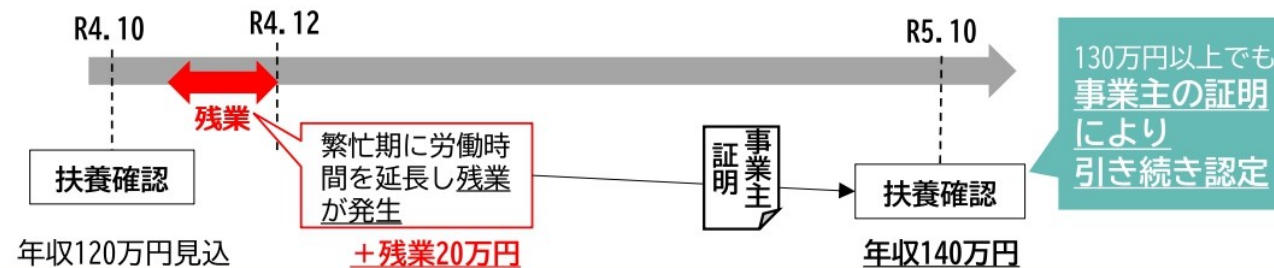 R4.10
R4.12
R5.10
残業
扶養確認
年収120万円見込
繁忙期に労働時
間を延長し残業
が発生
＋残業20万円
事業主
証明
扶養確認
年収140万円
130万円以上でも
事業主の証明
により
引き続き認定